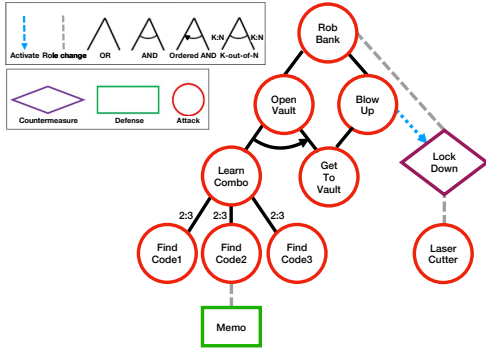 K:N
K:N
Activate Role change OR AND Ordered AND K-out-of-N
Countermeasure Defense Attack
Rob
Bank
Open
Vault
Blow
Up
Learn
Combo
Get
To
Vault
Lock
Down
2:3 2:3 2:3
Find
Code1
Find
Code2
Find
Code3
Laser
Cutter
Memo